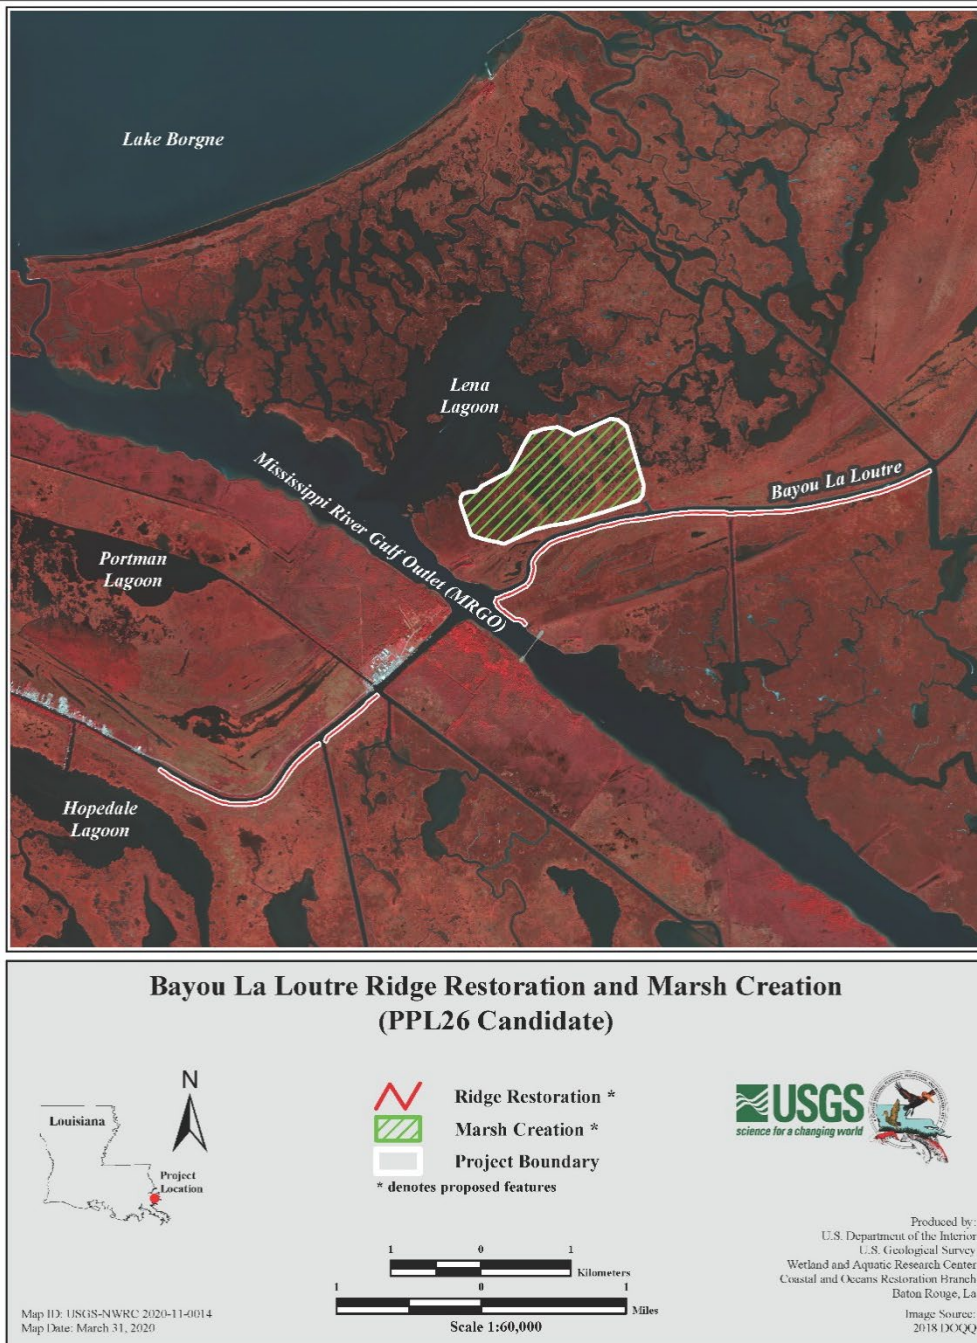 Lake Borgne
Lena
Lagoon
Bayou La Loutre
Mississippi River Gulf Outlet (MRGO)
Portman
Lagoon
Hopedale
Lagoon
Bayou La Loutre Ridge Restoration and Marsh Creation
(PPL26 Candidate)
N
Louisiana
Project
Location
Ridge Restoration *
Marsh Creation *
Project Boundary
* denotes proposed features
USGS
science for a changing world
1 0 1
Kilometers
1 0 1
Miles
Scale 1:60,000
Map ID: USGS-NWRC 2020-11-0014
Map Date: March 31, 2020
Produced by:
U.S. Department of the Interior
U.S. Geological Survey
Wetland and Aquatic Research Center
Coastal and Oceans Restoration Branch
Baton Rouge, La
Image Source:
2018 DOQQ